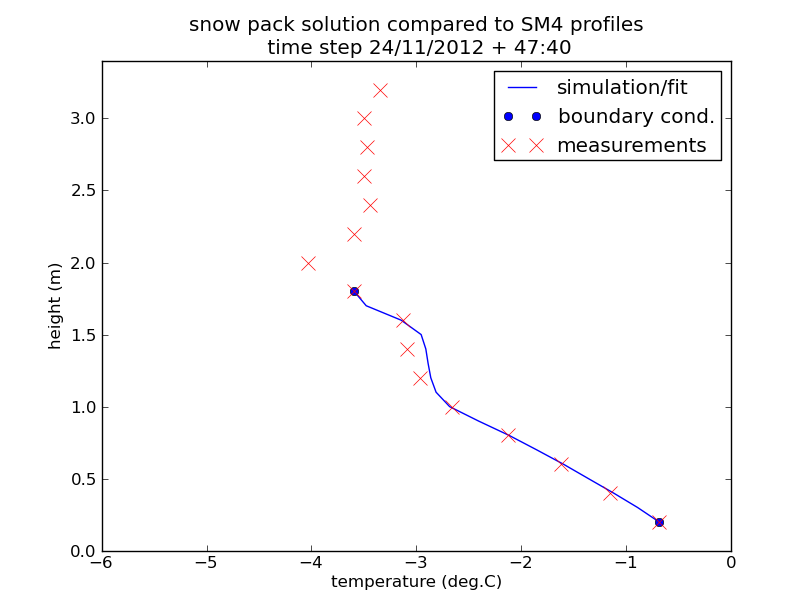 snow pack solution compared to SM4 profiles
time step 24/11/2012 + 47:40
simulation/fit
boundary cond.
measurements
height (m)
3.0
2.5
2.0
1.5
1.0
0.5
0.0
−6 −5 −4 −3 −2 −1 0
temperature (deg.C)